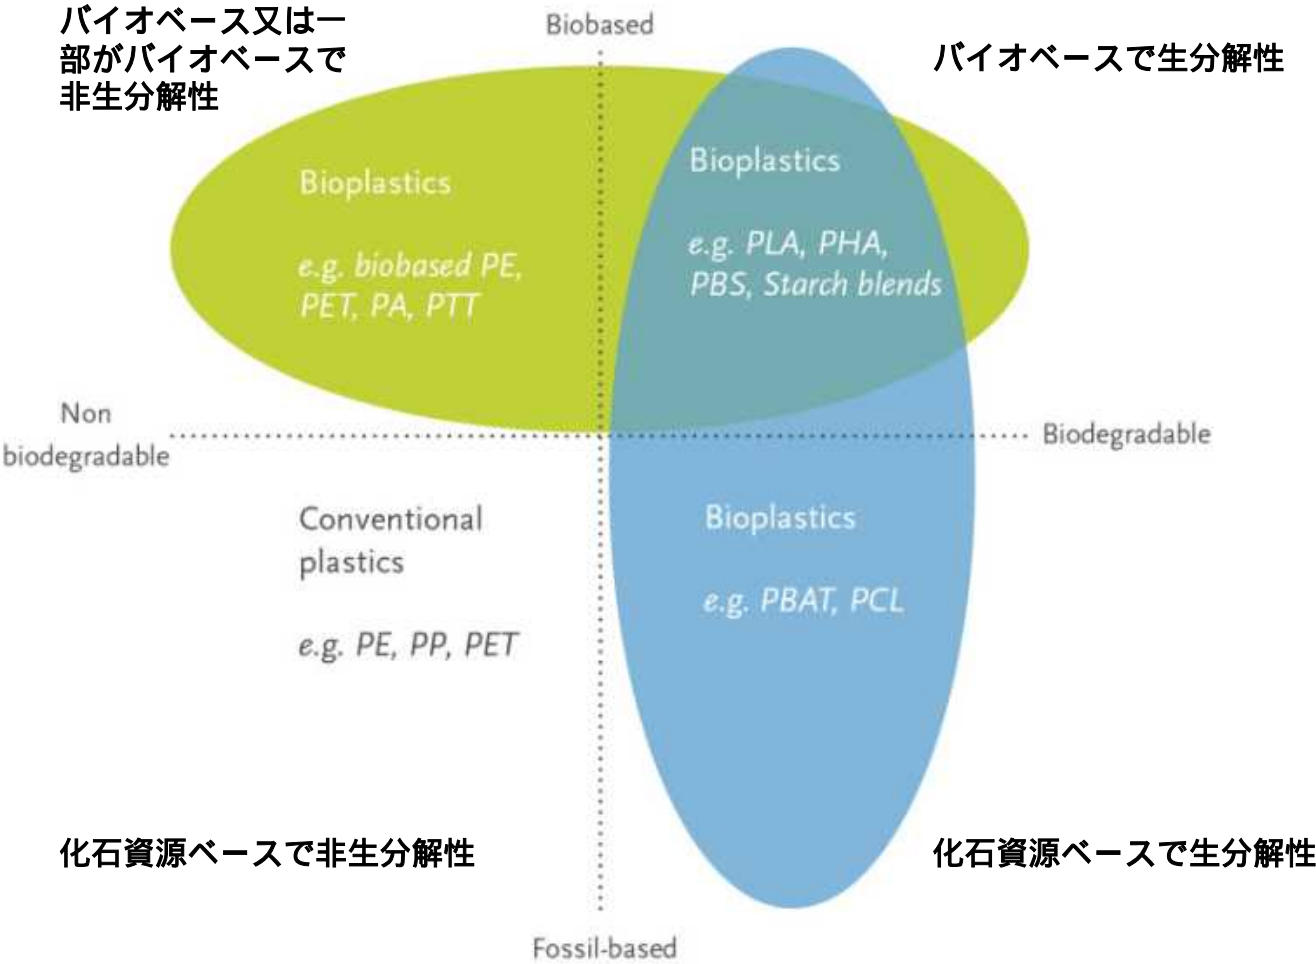 バイオベース又は一
部がバイオベースで
非生分解性
Biobased
バイオベースで生分解性
Bioplastics
e.g. biobased PE,
PET, PA, PTT
Bioplastics
e.g. PLA, PHA,
PBS, Starch blends
Non
biodegradable
Biodegradable
Conventional
plastics
e.g. PE, PP, PET
Bioplastics
e.g. PBAT, PCL
化石資源ベースで非生分解性
化石資源ベースで生分解性
Fossil-based